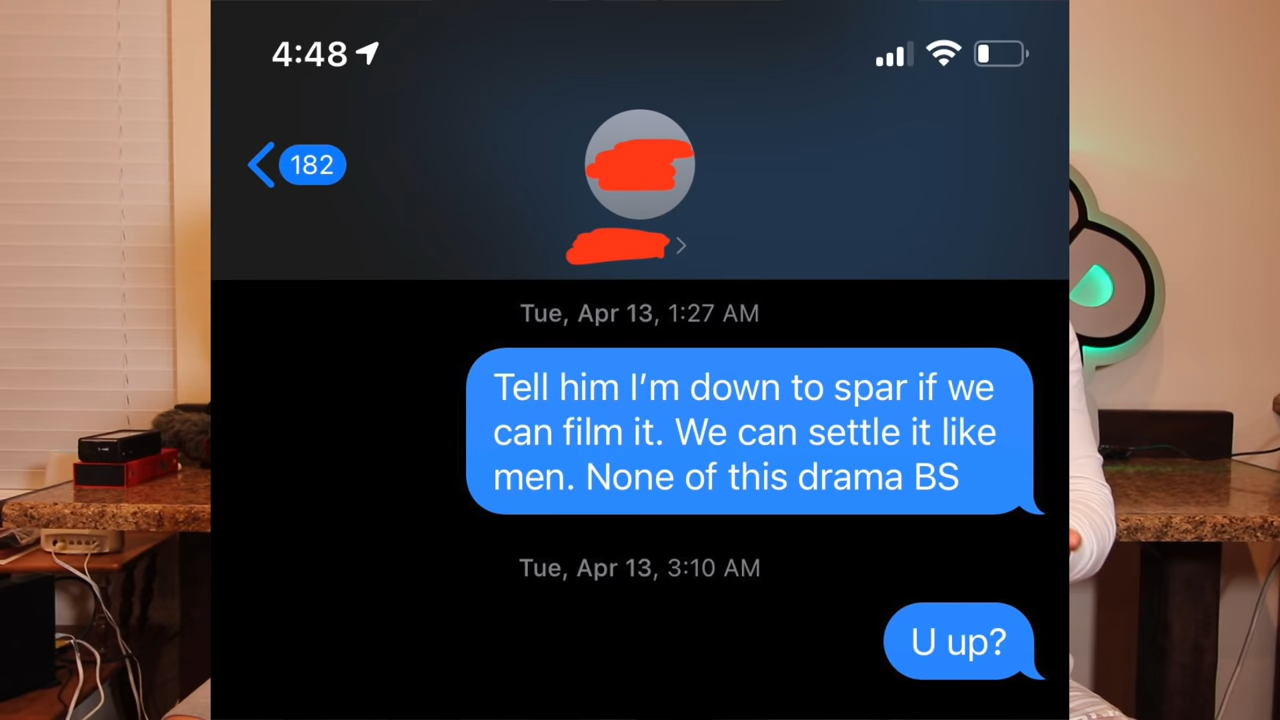 4:48
182
Tue, Apr 13, 1:27 AM
Tell him I’m down to spar if we
can film it. We can settle it like
men. None of this drama BS
Tue, Apr 13, 3:10 AM
U up?